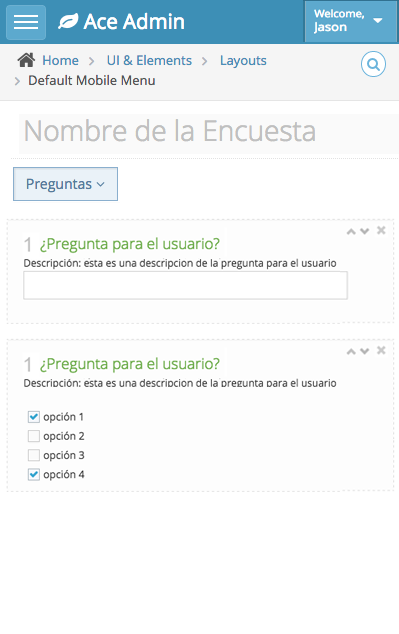 Ace Admin
Welcome,
Jason
Home > UI & Elements > Layouts
> Default Mobile Menu
Nombre de la Encuesta
Preguntas
1 ¿Pregunta para el usuario?
Descripción: esta es una descripcion de la pregunta para el usuario
1 ¿Pregunta para el usuario?
Descripción: esta es una descripcion de la pregunta para el usuario
opción 1
opción 2
opción 3
opción 4